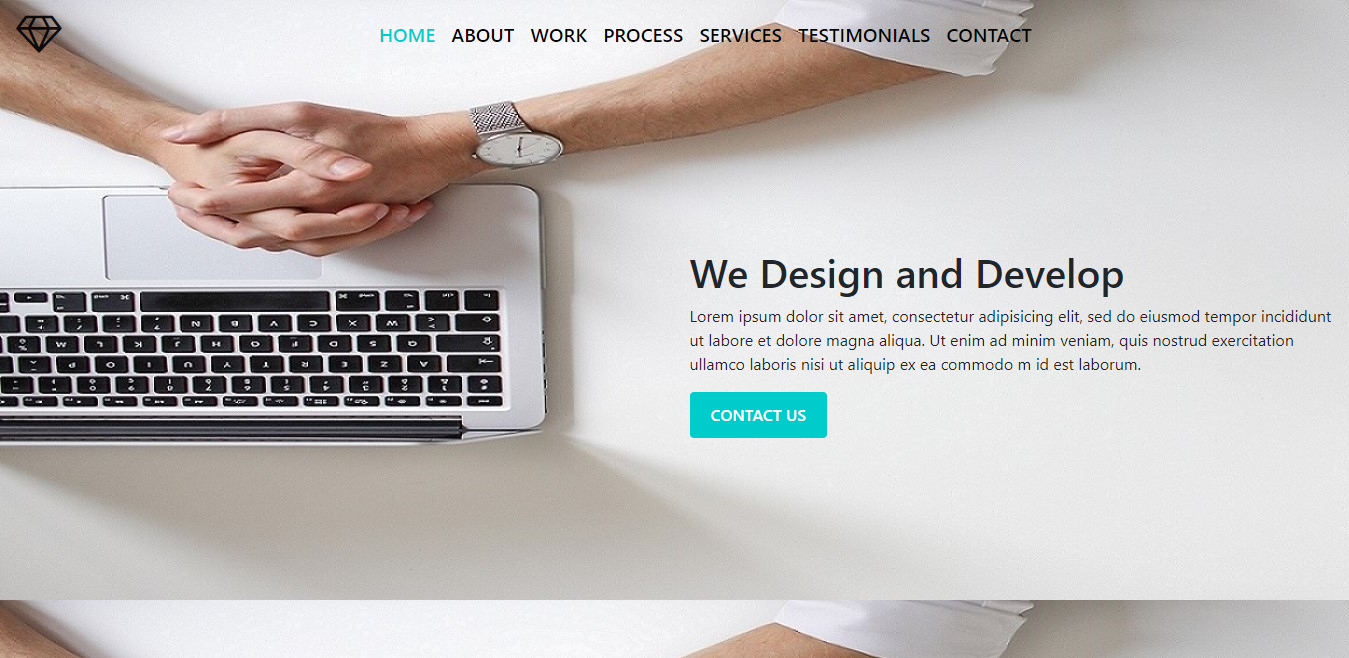 HOME ABOUT WORK PROCESS SERVICES TESTIMONIALS CONTACT
We Design and Develop
Lorem ipsum dolor sit amet, consectetur adipisicing elit, sed do eiusmod tempor incididunt
ut labore et dolore magna aliqua. Ut enim ad minim veniam, quis nostrud exercitation
ullamco laboris nisi ut aliquip ex ea commodo m id est laborum.
CONTACT US